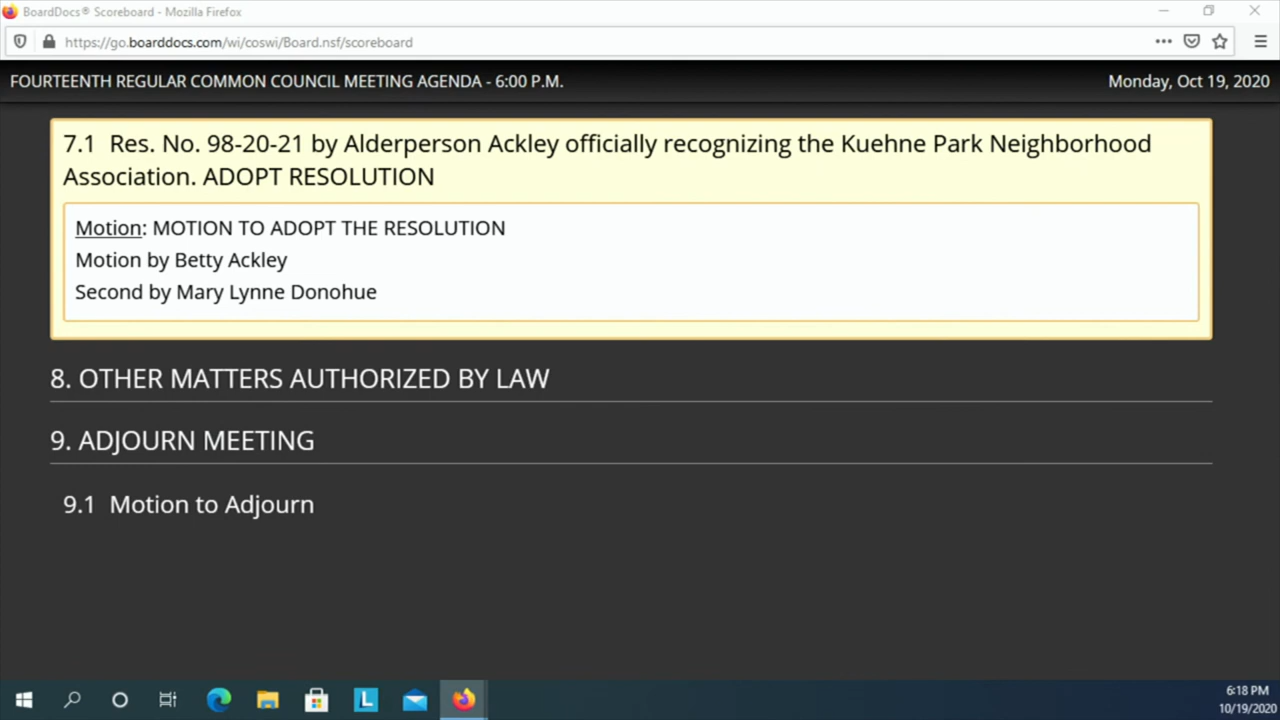 BoardDocs® Scoreboard - Mozilla Firefox
https://go.boarddocs.com/wi/coswi/Board.nsf/scoreboard
FOURTEENTH REGULAR COMMON COUNCIL MEETING AGENDA - 6:00 P.M. Monday, Oct 19, 2020
7.1 Res. No. 98-20-21 by Alderperson Ackley officially recognizing the Kuehne Park Neighborhood
Association. ADOPT RESOLUTION
Motion: MOTION TO ADOPT THE RESOLUTION
Motion by Betty Ackley
Second by Mary Lynne Donohue
8. OTHER MATTERS AUTHORIZED BY LAW
9. ADJOURN MEETING
9.1 Motion to Adjourn
L
6:18 PM
10/19/2020